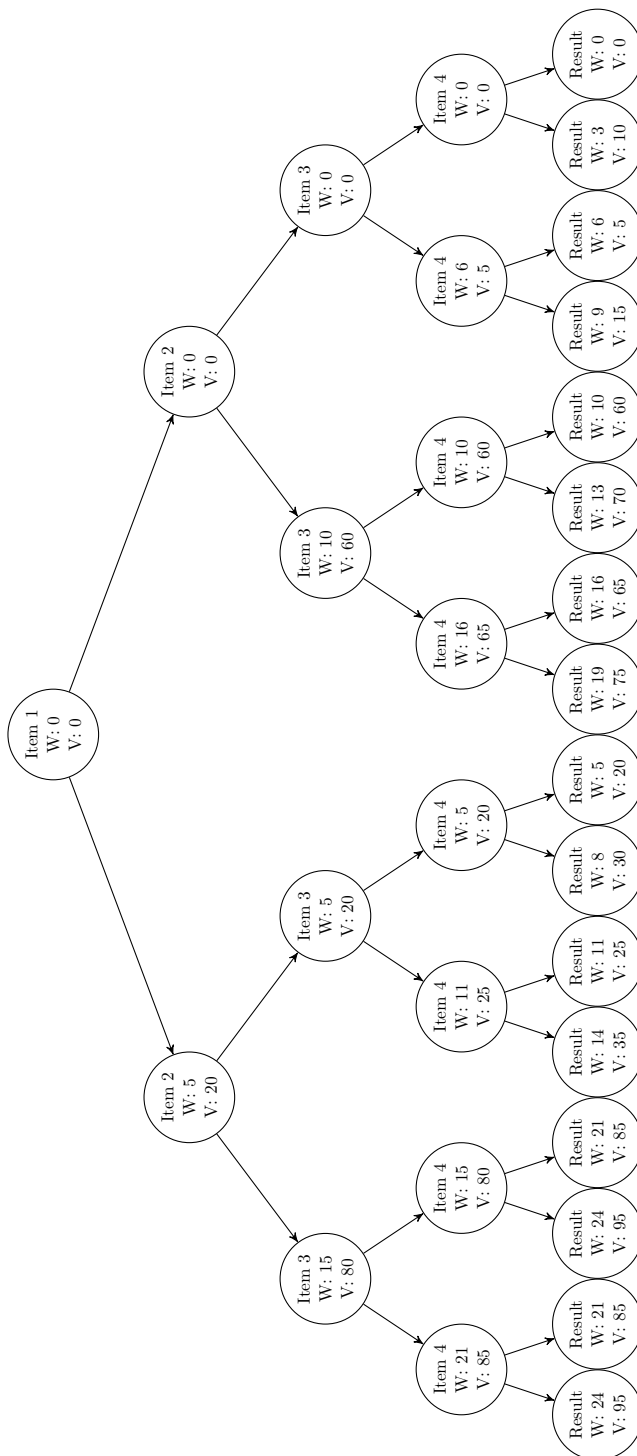 Item 1
W: 0
V: 0
Item 2
W: 5
V: 20
Item 2
W: 0
V: 0
Item 3
W: 15
V: 80
Item 3
W: 5
V: 20
Item 3
W: 10
V: 60
Item 3
W: 0
V: 0
Item 4
W: 21
V: 85
Item 4
W: 15
V: 80
Item 4
W: 11
V: 25
Item 4
W: 5
V: 20
Item 4
W: 16
V: 65
Item 4
W: 10
V: 60
Item 4
W: 6
V: 5
Item 4
W: 0
V: 0
Result
W: 24
V: 95
Result
W: 21
V: 85
Result
W: 24
V: 95
Result
W: 21
V: 85
Result
W: 14
V: 35
Result
W: 11
V: 25
Result
W: 8
V: 30
Result
W: 5
V: 20
Result
W: 19
V: 75
Result
W: 16
V: 65
Result
W: 13
V: 70
Result
W: 10
V: 60
Result
W: 9
V: 15
Result
W: 6
V: 5
Result
W: 3
V: 10
Result
W: 0
V: 0